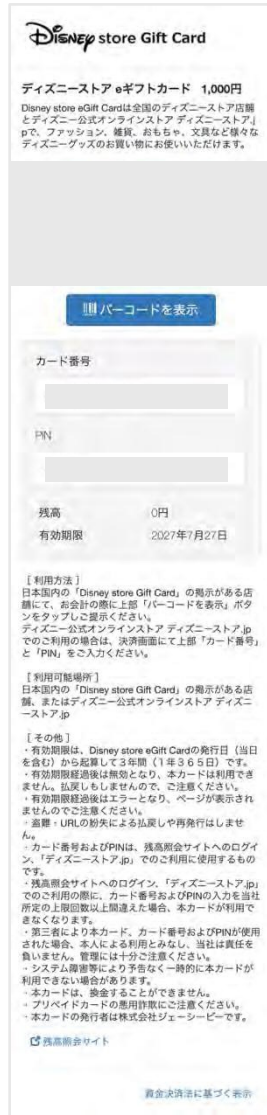 Disney store Gift Card
ディズニーストア eギフトカード 1,000円
Disney store eGift Cardは全国のディズニーストア店舗
とディズニー公式オンラインストア ディズニーストア.j
pで、ファッション、雑貨、おもちゃ、文具など様々な
ディズニーグッズのお買い物にお使いいただけます。
バーコードを表示
カード番号
PIN
残高 0円
有効期限 2027年7月27日
[ 利用方法 ]
日本国内の「Disney store Gift Card」の掲示がある店
舗にて、お会計の際に上部「バーコードを表示」ボタ
ンをタップしご提示ください。
ディズニー公式オンラインストア ディズニーストア.jp
でのご利用の場合は、決済画面にて上部「カード番号」
と「PIN」をご入力ください。
[ 利用可能場所 ]
日本国内の「Disney store Gift Card」の掲示がある店
舗、またはディズニー公式オンラインストア ディズニ
ーストア.jp
[ その他 ]
・有効期限は、Disney store eGift Cardの発行日（当日
を含む）から起算して３年間（１年３６５日）です。
・有効期限経過後は無効となり、本カードは利用でき
ません。払戻しもしませんので、ご注意ください。
・有効期限経過後はエラーとなり、ページが表示され
ませんのでご注意ください。
・盗難・URLの紛失による払戻しや再発行はしませ
ん。
・カード番号およびPINは、残高照会サイトへのログイ
ン、「ディズニーストア.jp」でのご利用に使用するもの
です。
・残高照会サイトへのログイン、「ディズニーストア.jp」
でのご利用の際に、カード番号およびPINの入力を当社
所定の上限回数以上間違えた場合、本カードが利用で
きなくなります。
・第三者により本カード、カード番号およびPINが使用
された場合、本人による利用とみなし、当社は責任を
負いません。管理には十分ご注意ください。
・システム障害等により予告なく一時的に本カードが
利用できない場合があります。
・本カードは、換金することができません。
・プリペイドカードの悪用詐欺にご注意ください。
・本カードの発行者は株式会社ジェーシービーです。
残高照会サイト
資金決済法に基づく表示